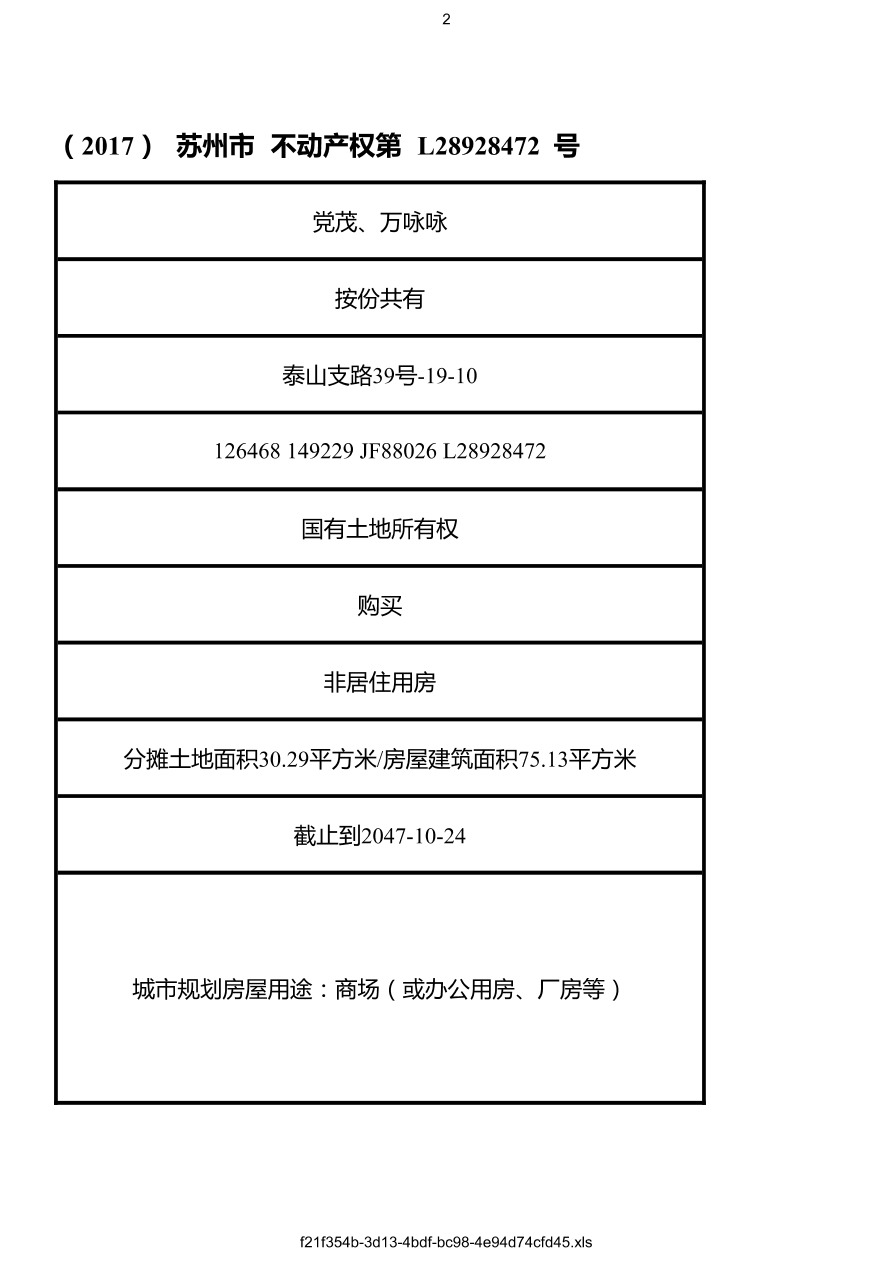 2
（2017） 苏州市 不动产权第 L28928472 号
党茂、万咏咏
按份共有
泰山支路39号-19-10
126468 149229 JF88026 L28928472
国有土地所有权
购买
非居住用房
分摊土地面积30.29平方米/房屋建筑面积75.13平方米
截止到2047-10-24
城市规划房屋用途：商场（或办公用房、厂房等）
f21f354b-3d13-4bdf-bc98-4e94d74cfd45.xls